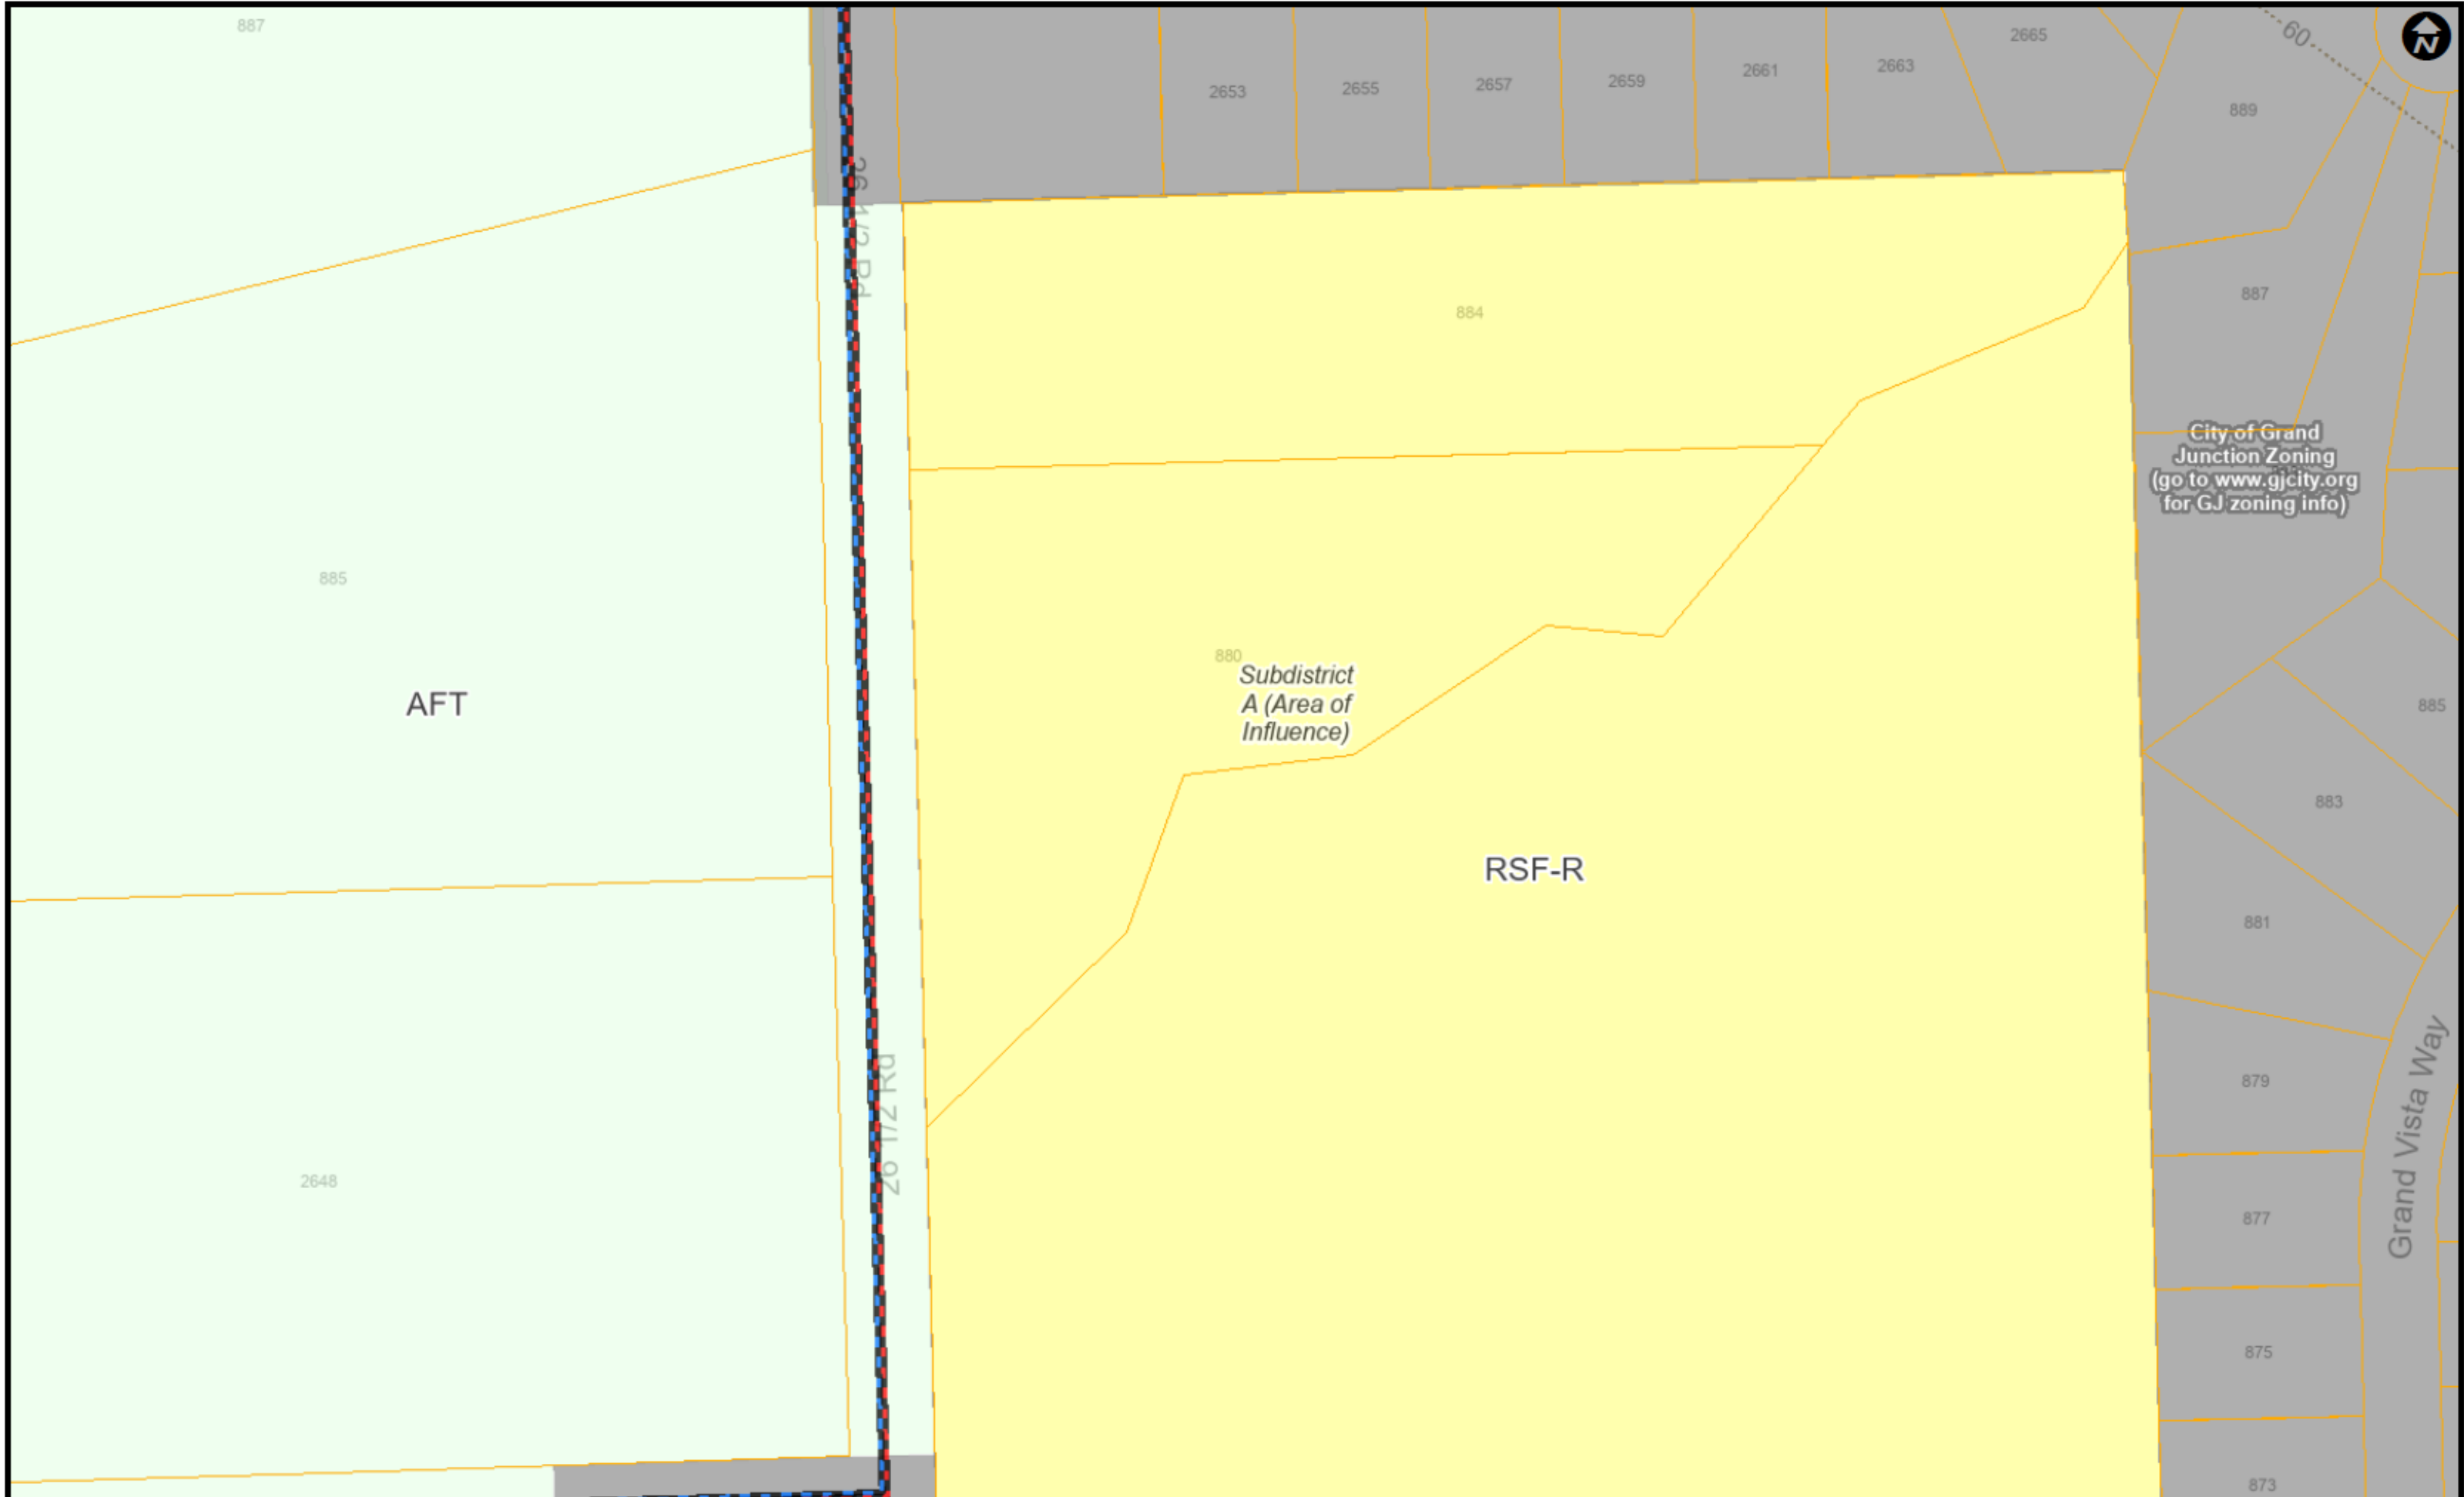 887
2653
2655
2657
2659
2661
2663
2665
60
N
889
26 1/2 Rd
884
887
City of Grand
Junction Zoning
(go to www.gjcity.org
for GJ zoning info)
885
880
Subdistrict
A (Area of
Influence)
AFT
885
883
RSF-R
881
879
26 1/2 Rd
Grand Vista Way
2648
877
875
873